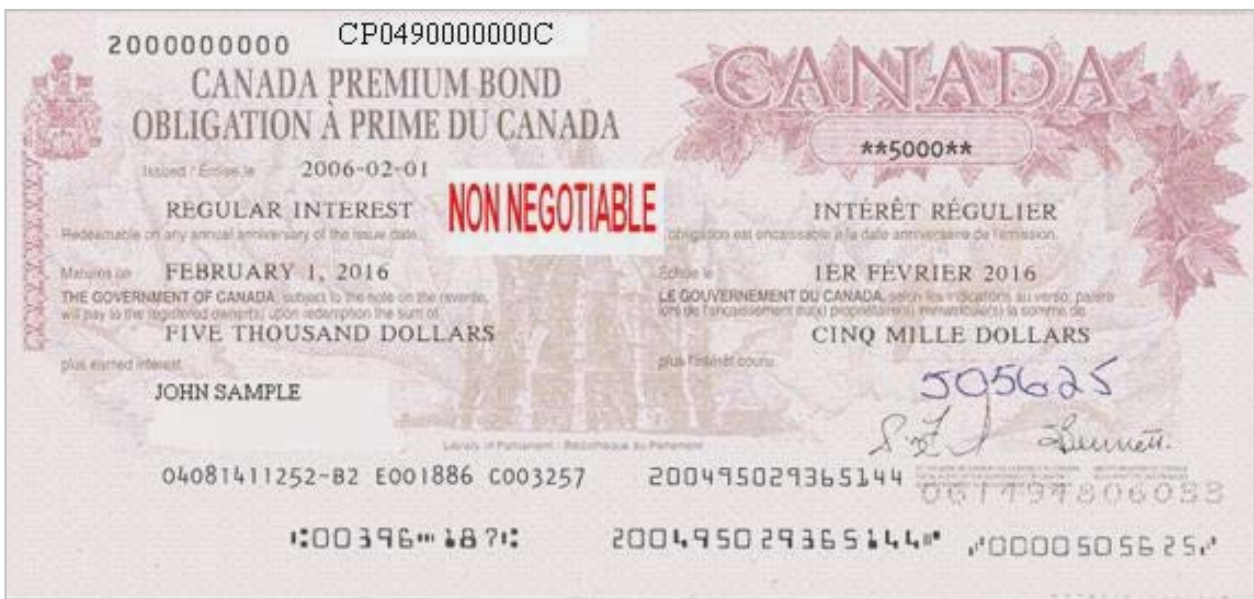 2000000000 CP0490000000C
CANADA PREMIUM BOND
OBLIGATION À PRIME DU CANADA
CANADA
**5000**
Issued / Émise le 2006-02-01
NON NEGOTIABLE
REGULAR INTEREST
Redeemable on any annual anniversary of the issue date.
INTÉRÊT RÉGULIER
obligation est encaissable à la date anniversaire de l'émission.
Matures on FEBRUARY 1, 2016
Échue le 1ER FÉVRIER 2016
THE GOVERNMENT OF CANADA, subject to the note on the reverse,
will pay to the registered owner(s) upon redemption the sum of
FIVE THOUSAND DOLLARS
plus earned interest.
LE GOUVERNEMENT DU CANADA, selon les indications au verso, paiera
lors de l'encaissement au(x) propriétaire(s) immatriculé(s) la somme de
CINQ MILLE DOLLARS
plus l'intérêt couru.
JOHN SAMPLE
505625
Library of Parliament / Bibliothèque du Parlement
04081411252-B2 E001886 C003257 200495029365144
00396 187 200495029365144 0000505625